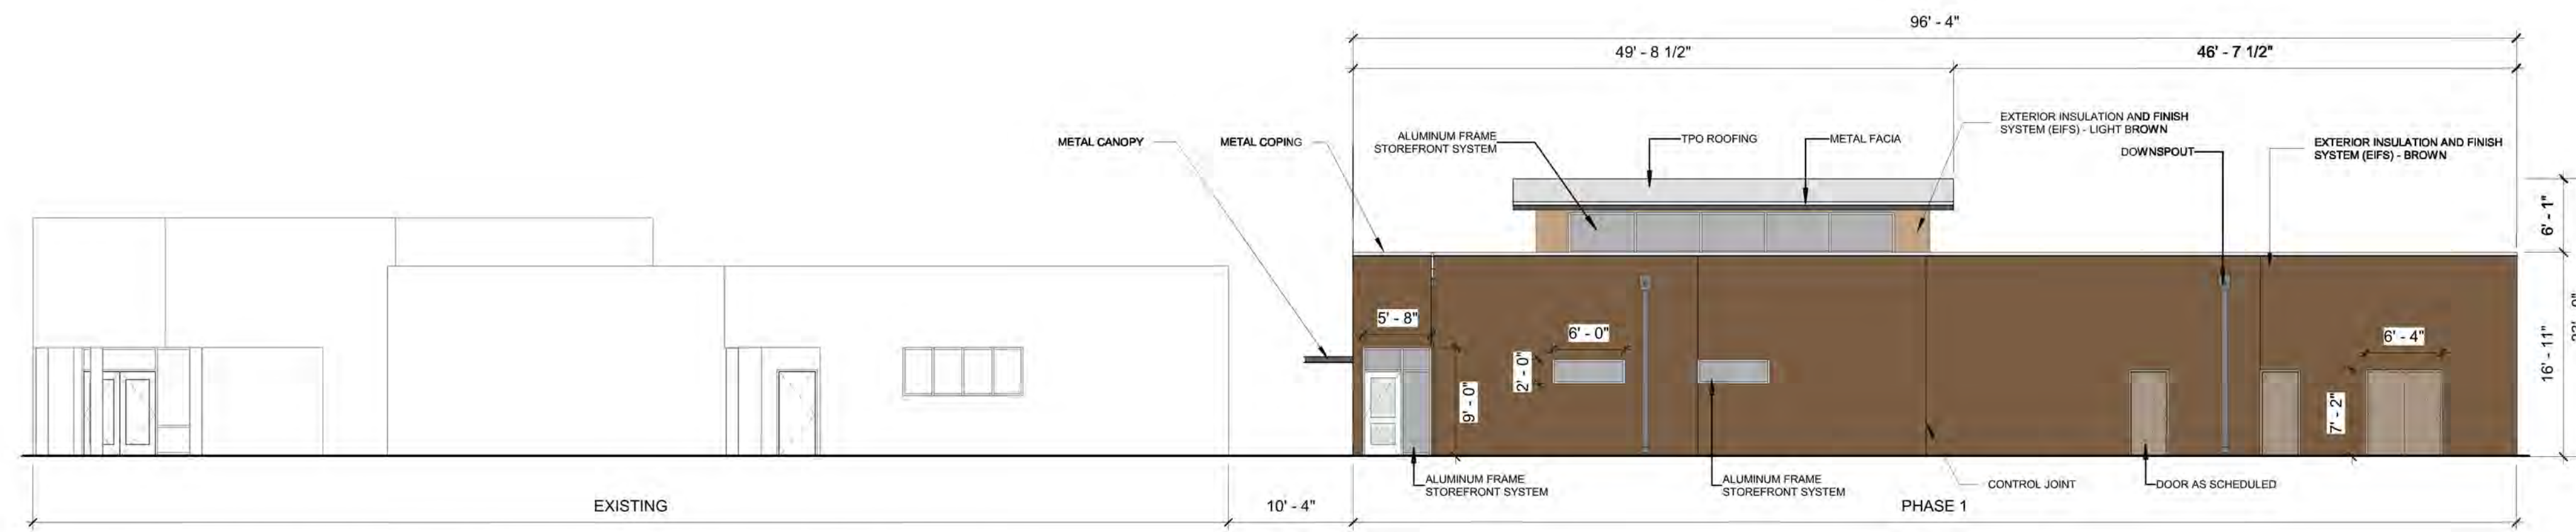 96' - 4"
49' - 8 1/2"
46' - 7 1/2"
METAL CANOPY
METAL COPING
ALUMINUM FRAME
STOREFRONT SYSTEM
TPO ROOFING
METAL FACIA
EXTERIOR INSULATION AND FINISH
SYSTEM (EIFS) - LIGHT BROWN
DOWNSPOUT
EXTERIOR INSULATION AND FINISH
SYSTEM (EIFS) - BROWN
6' - 1"
16' - 11"
5' - 8"
9' - 0"
2' - 0"
6' - 0"
7' - 2"
6' - 4"
ALUMINUM FRAME
STOREFRONT SYSTEM
ALUMINUM FRAME
STOREFRONT SYSTEM
CONTROL JOINT
DOOR AS SCHEDULED
EXISTING
10' - 4"
PHASE 1